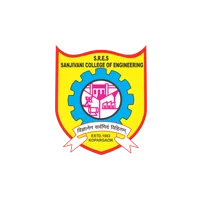 S.R.E.S
SANJIVANI COLLEGE OF ENGINEERING
ESTD.1983
KOPARGAON